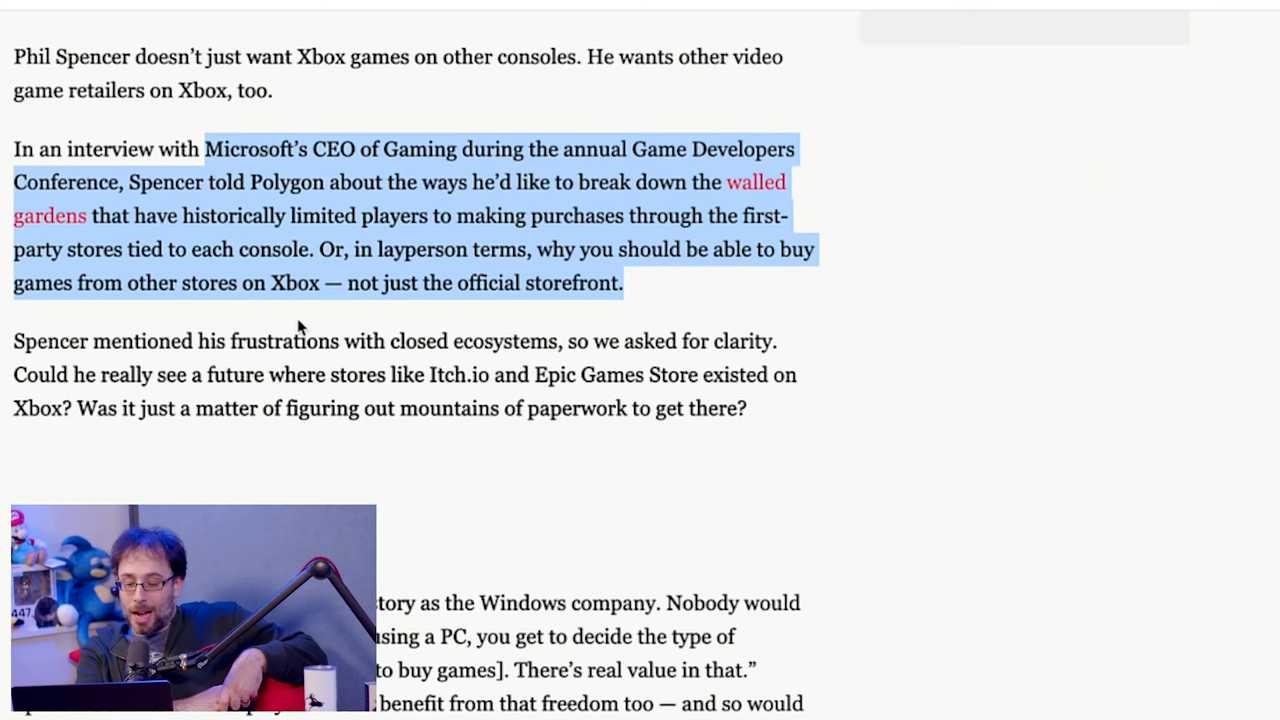 Phil Spencer doesn’t just want Xbox games on other consoles. He wants other video
game retailers on Xbox, too.
In an interview with Microsoft’s CEO of Gaming during the annual Game Developers
Conference, Spencer told Polygon about the ways he’d like to break down the walled
gardens that have historically limited players to making purchases through the first-
party stores tied to each console. Or, in layperson terms, why you should be able to buy
games from other stores on Xbox — not just the official storefront.
Spencer mentioned his frustrations with closed ecosystems, so we asked for clarity.
Could he really see a future where stores like Itch.io and Epic Games Store existed on
Xbox? Was it just a matter of figuring out mountains of paperwork to get there?
447
tory as the Windows company. Nobody would
using a PC, you get to decide the type of
to buy games]. There’s real value in that.”
benefit from that freedom too — and so would